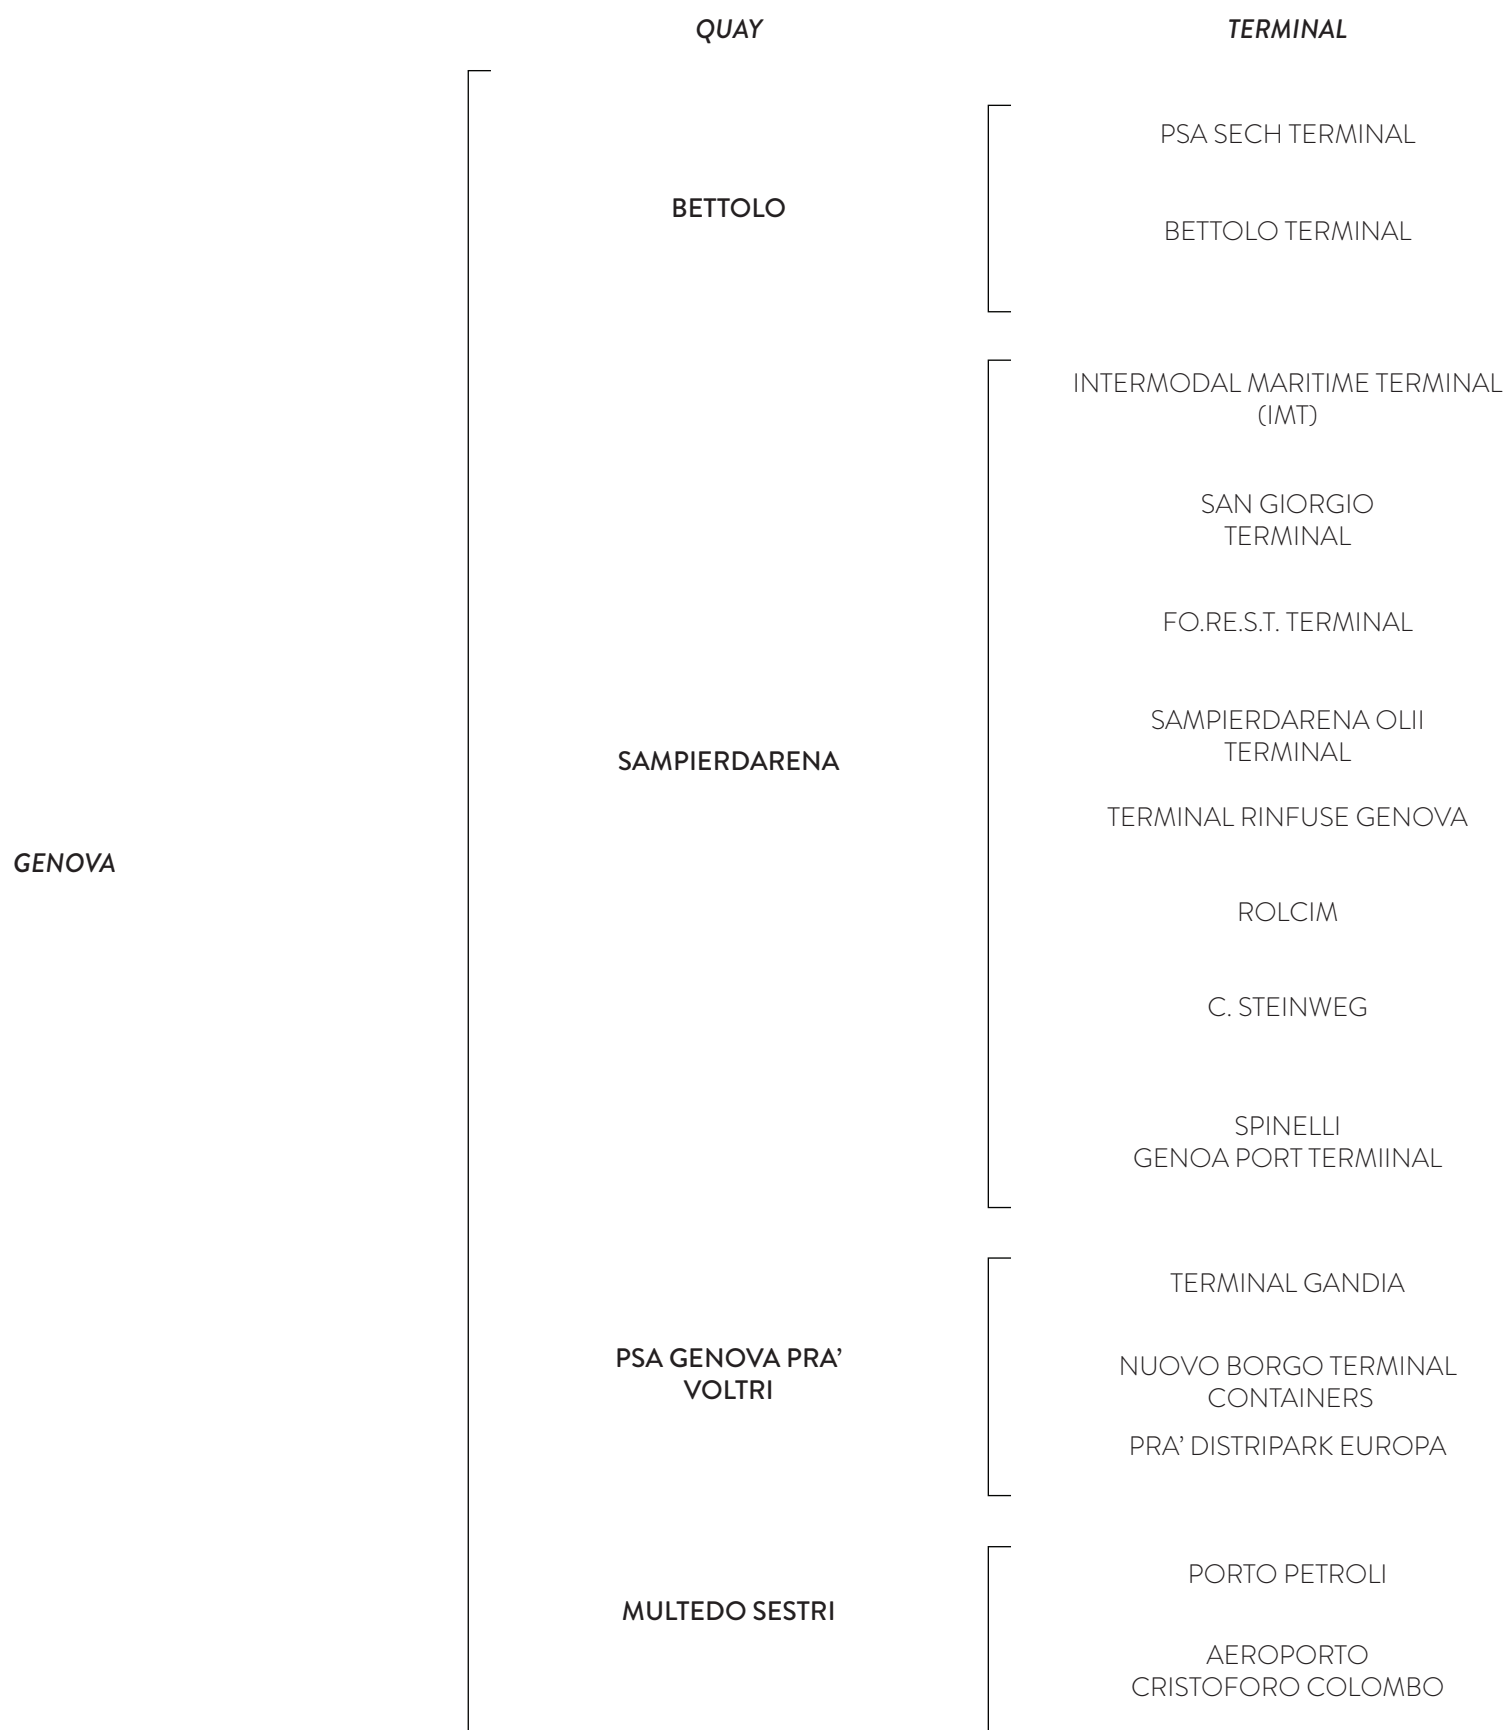 QUAY
TERMINAL
GENOVA
BETTOLO
PSA SECH TERMINAL
BETTOLO TERMINAL
SAMPIERDARENA
INTERMODAL MARITIME TERMINAL
(IMT)
SAN GIORGIO
TERMINAL
FO.RE.S.T. TERMINAL
SAMPIERDARENA OLII
TERMINAL
TERMINAL RINFUSE GENOVA
ROLCIM
C. STEINWEG
SPINELLI
GENOA PORT TERMIINAL
PSA GENOVA PRA’
VOLTRI
TERMINAL GANDIA
NUOVO BORGO TERMINAL
CONTAINERS
PRA’ DISTRIPARK EUROPA
MULTEDO SESTRI
PORTO PETROLI
AEROPORTO
CRISTOFORO COLOMBO